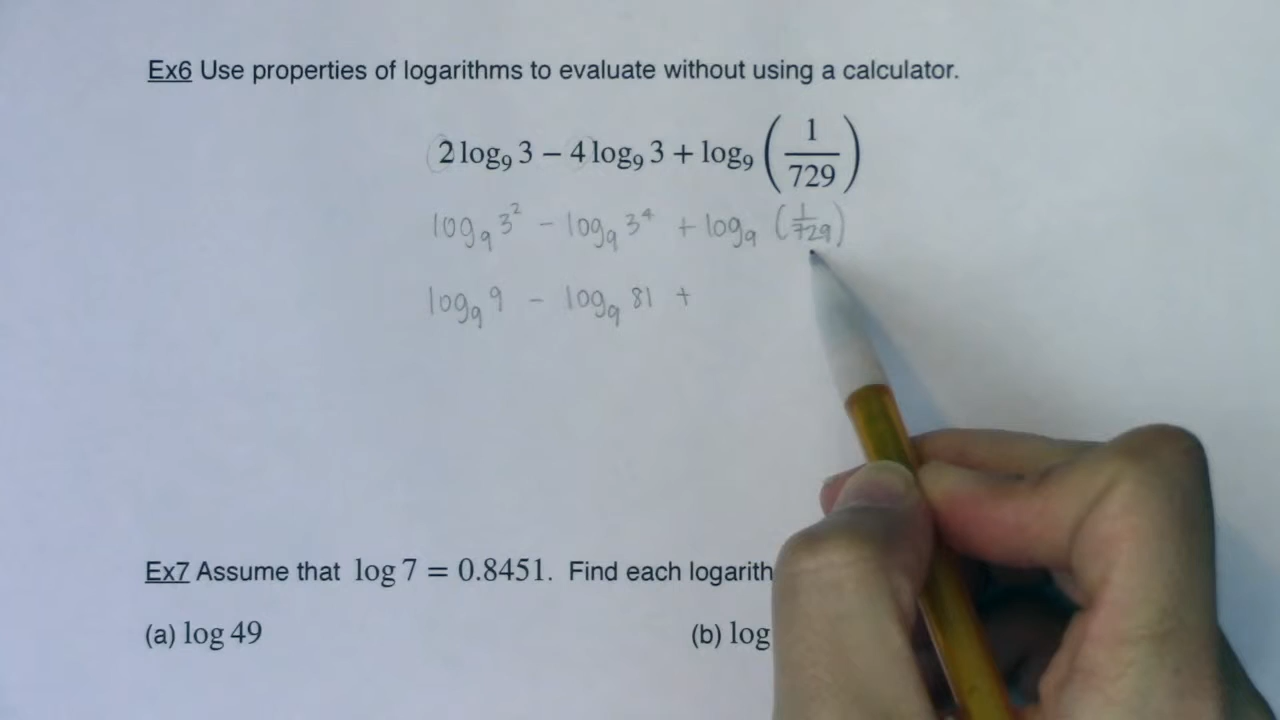 Ex6 Use properties of logarithms to evaluate without using a calculator.
2 log₉ 3 − 4 log₉ 3 + log₉ (1/729)
log₉ 3² − log₉ 3⁴ + log₉ (1/729)
log₉ 9 − log₉ 81 +
Ex7 Assume that log 7 = 0.8451. Find each logarith
(a) log 49 (b) log